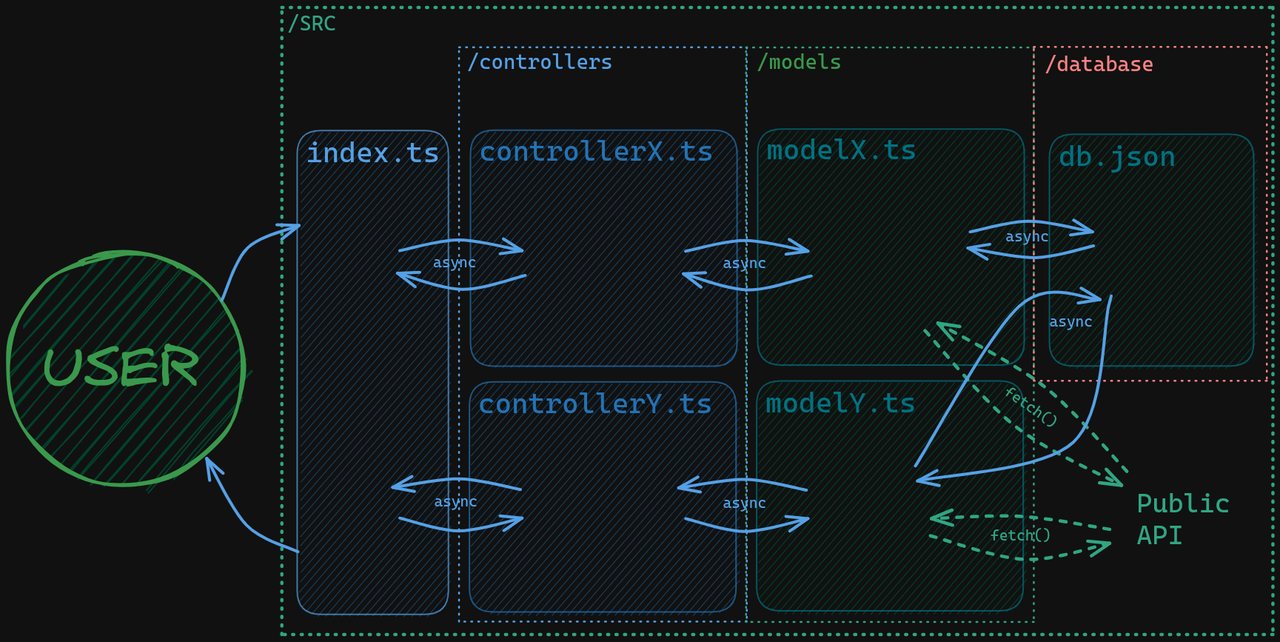 /SRC
/controllers
/models
/database
index.ts
controllerX.ts
modelX.ts
db.json
async
async
async
async
USER
controllerY.ts
modelY.ts
fetch()
async
async
fetch()
Public
API